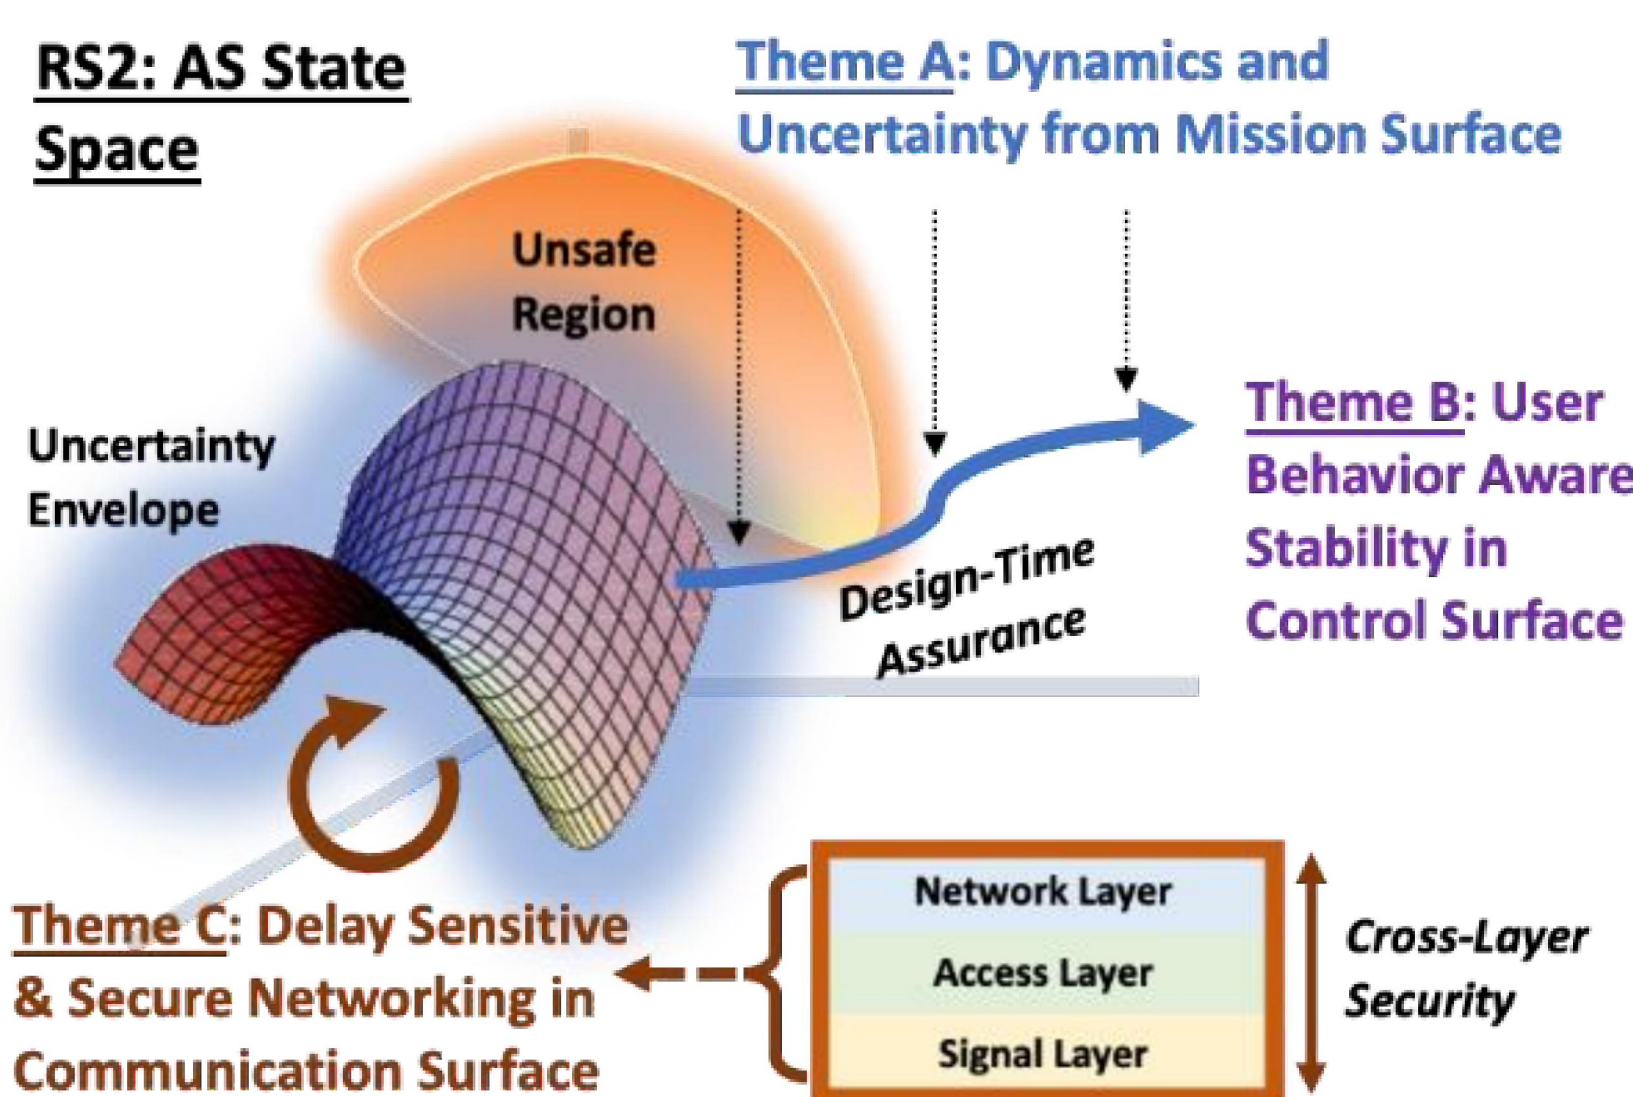 RS2: AS State
Space
Theme A: Dynamics and
Uncertainty from Mission Surface
Unsafe
Region
Uncertainty
Envelope
Theme B: User
Behavior Aware
Stability in
Control Surface
Design-Time
Assurance
Theme C: Delay Sensitive
& Secure Networking in
Communication Surface
Network Layer
Access Layer
Signal Layer
Cross-Layer
Security